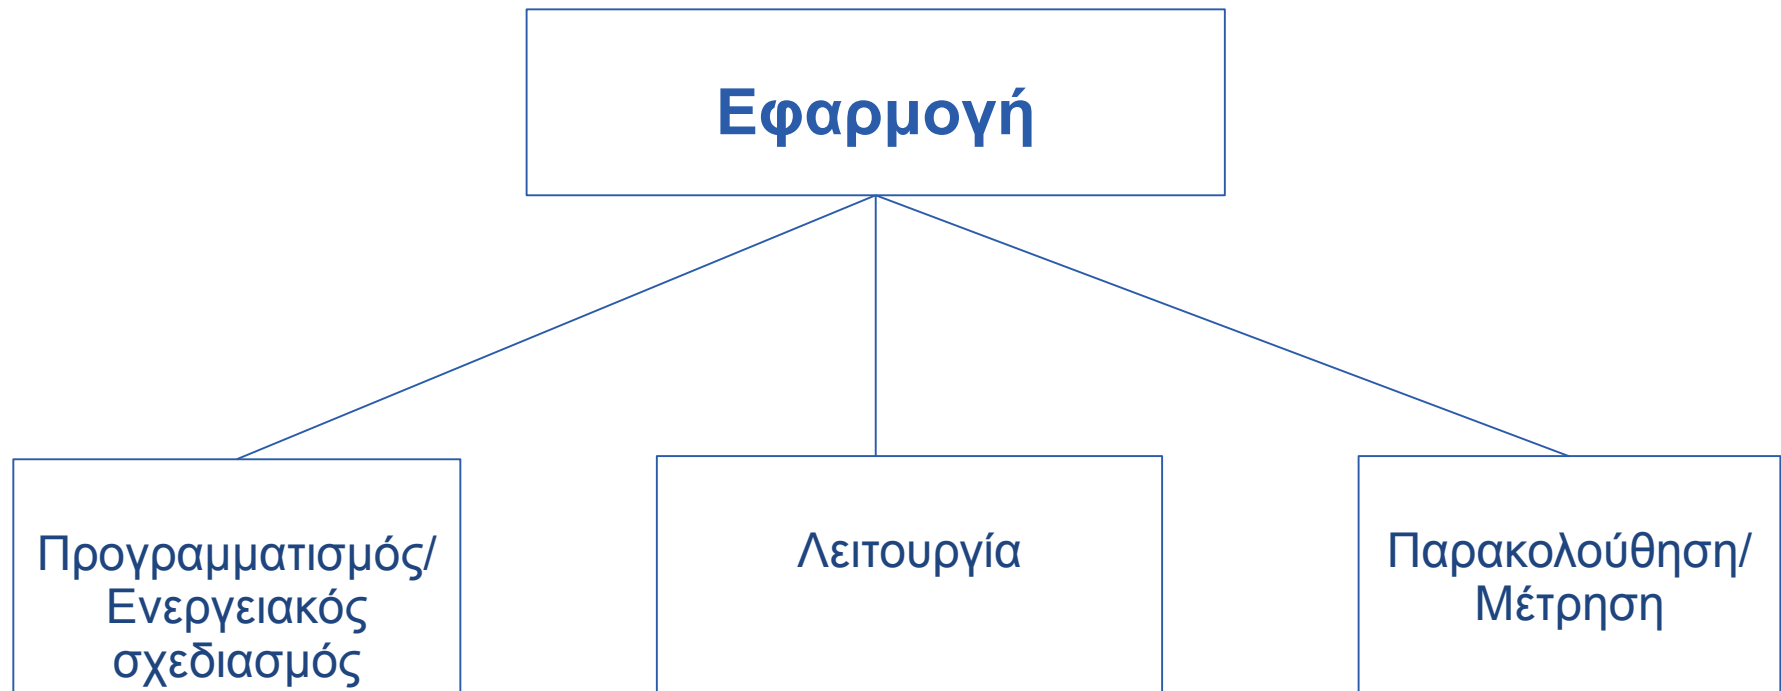 Εφαρμογή
Προγραμματισμός/
Ενεργειακός
σχεδιασμός
Λειτουργία
Παρακολούθηση/
Μέτρηση